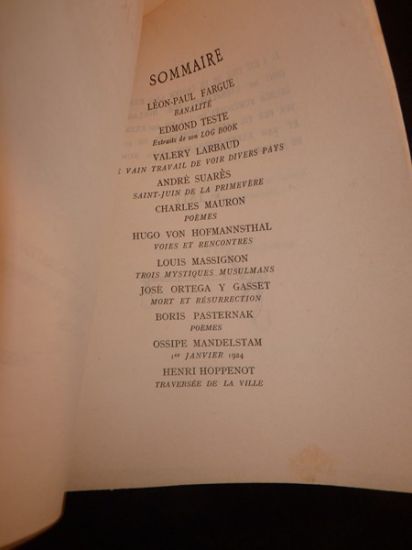 SOMMAIRE
LÉON-PAUL FARGUE
BANALITÉ
EDMOND TESTE
Extraits de son LOG BOOK
VALERY LARBAUD
VAIN TRAVAIL DE VOIR DIVERS PAYS
ANDRÉ SUARÈS
SAINT-JUIN DE LA PRIMEVÈRE
CHARLES MAURON
POÈMES
HUGO VON HOFMANNSTHAL
VOIES ET RENCONTRES
LOUIS MASSIGNON
TROIS MYSTIQUES MUSULMANS
JOSÉ ORTEGA Y GASSET
MORT ET RÉSURRECTION
BORIS PASTERNAK
POÈMES
OSSIPE MANDELSTAM
1er JANVIER 1924
HENRI HOPPENOT
TRAVERSÉE DE LA VILLE